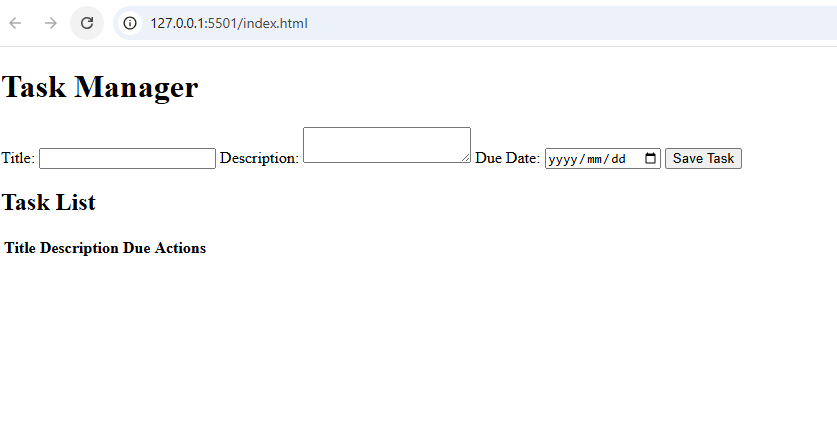 127.0.0.1:5501/index.html
Task Manager
Title: Description: Due Date: yyyy/mm/dd Save Task
Task List
Title Description Due Actions